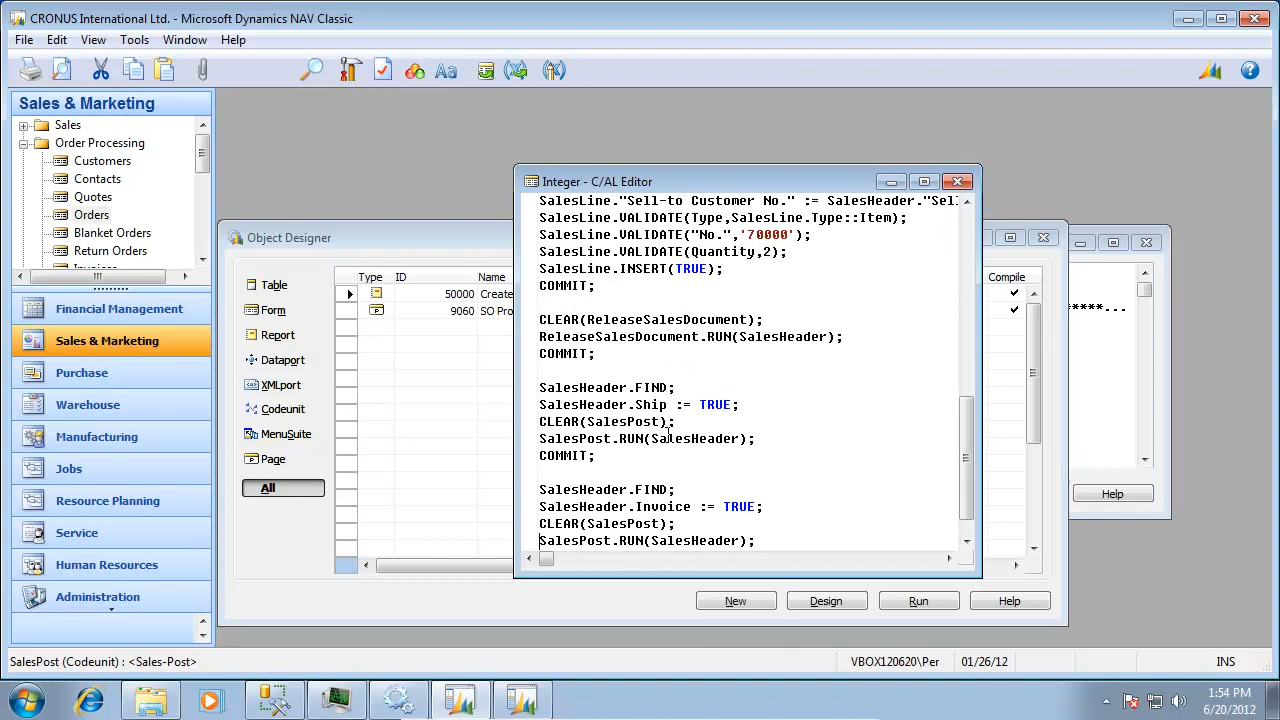 CRONUS International Ltd. - Microsoft Dynamics NAV Classic
File Edit View Tools Window Help
Sales & Marketing
Sales
Order Processing
Customers
Contacts
Quotes
Orders
Blanket Orders
Return Orders
Financial Management
Sales & Marketing
Purchase
Warehouse
Manufacturing
Jobs
Resource Planning
Service
Human Resources
Administration
Object Designer
Table
Form
Report
Dataport
XMLport
Codeunit
MenuSuite
Page
All
Type ID Name Compile
50000 Create
9060 SO Pro
New Design Run Help
Integer - C/AL Editor
SalesLine."Sell-to Customer No." := SalesHeader."Sel
SalesLine.VALIDATE(Type,SalesLine.Type::Item);
SalesLine.VALIDATE("No.",'70000');
SalesLine.VALIDATE(Quantity,2);
SalesLine.INSERT(TRUE);
COMMIT;
CLEAR(ReleaseSalesDocument);
ReleaseSalesDocument.RUN(SalesHeader);
COMMIT;
SalesHeader.FIND;
SalesHeader.Ship := TRUE;
CLEAR(SalesPost);
SalesPost.RUN(SalesHeader);
COMMIT;
SalesHeader.FIND;
SalesHeader.Invoice := TRUE;
CLEAR(SalesPost);
SalesPost.RUN(SalesHeader);
*****...
Help
SalesPost (Codeunit) : <Sales-Post>
VBOX120620\Per 01/26/12 INS
1:54 PM
6/20/2012